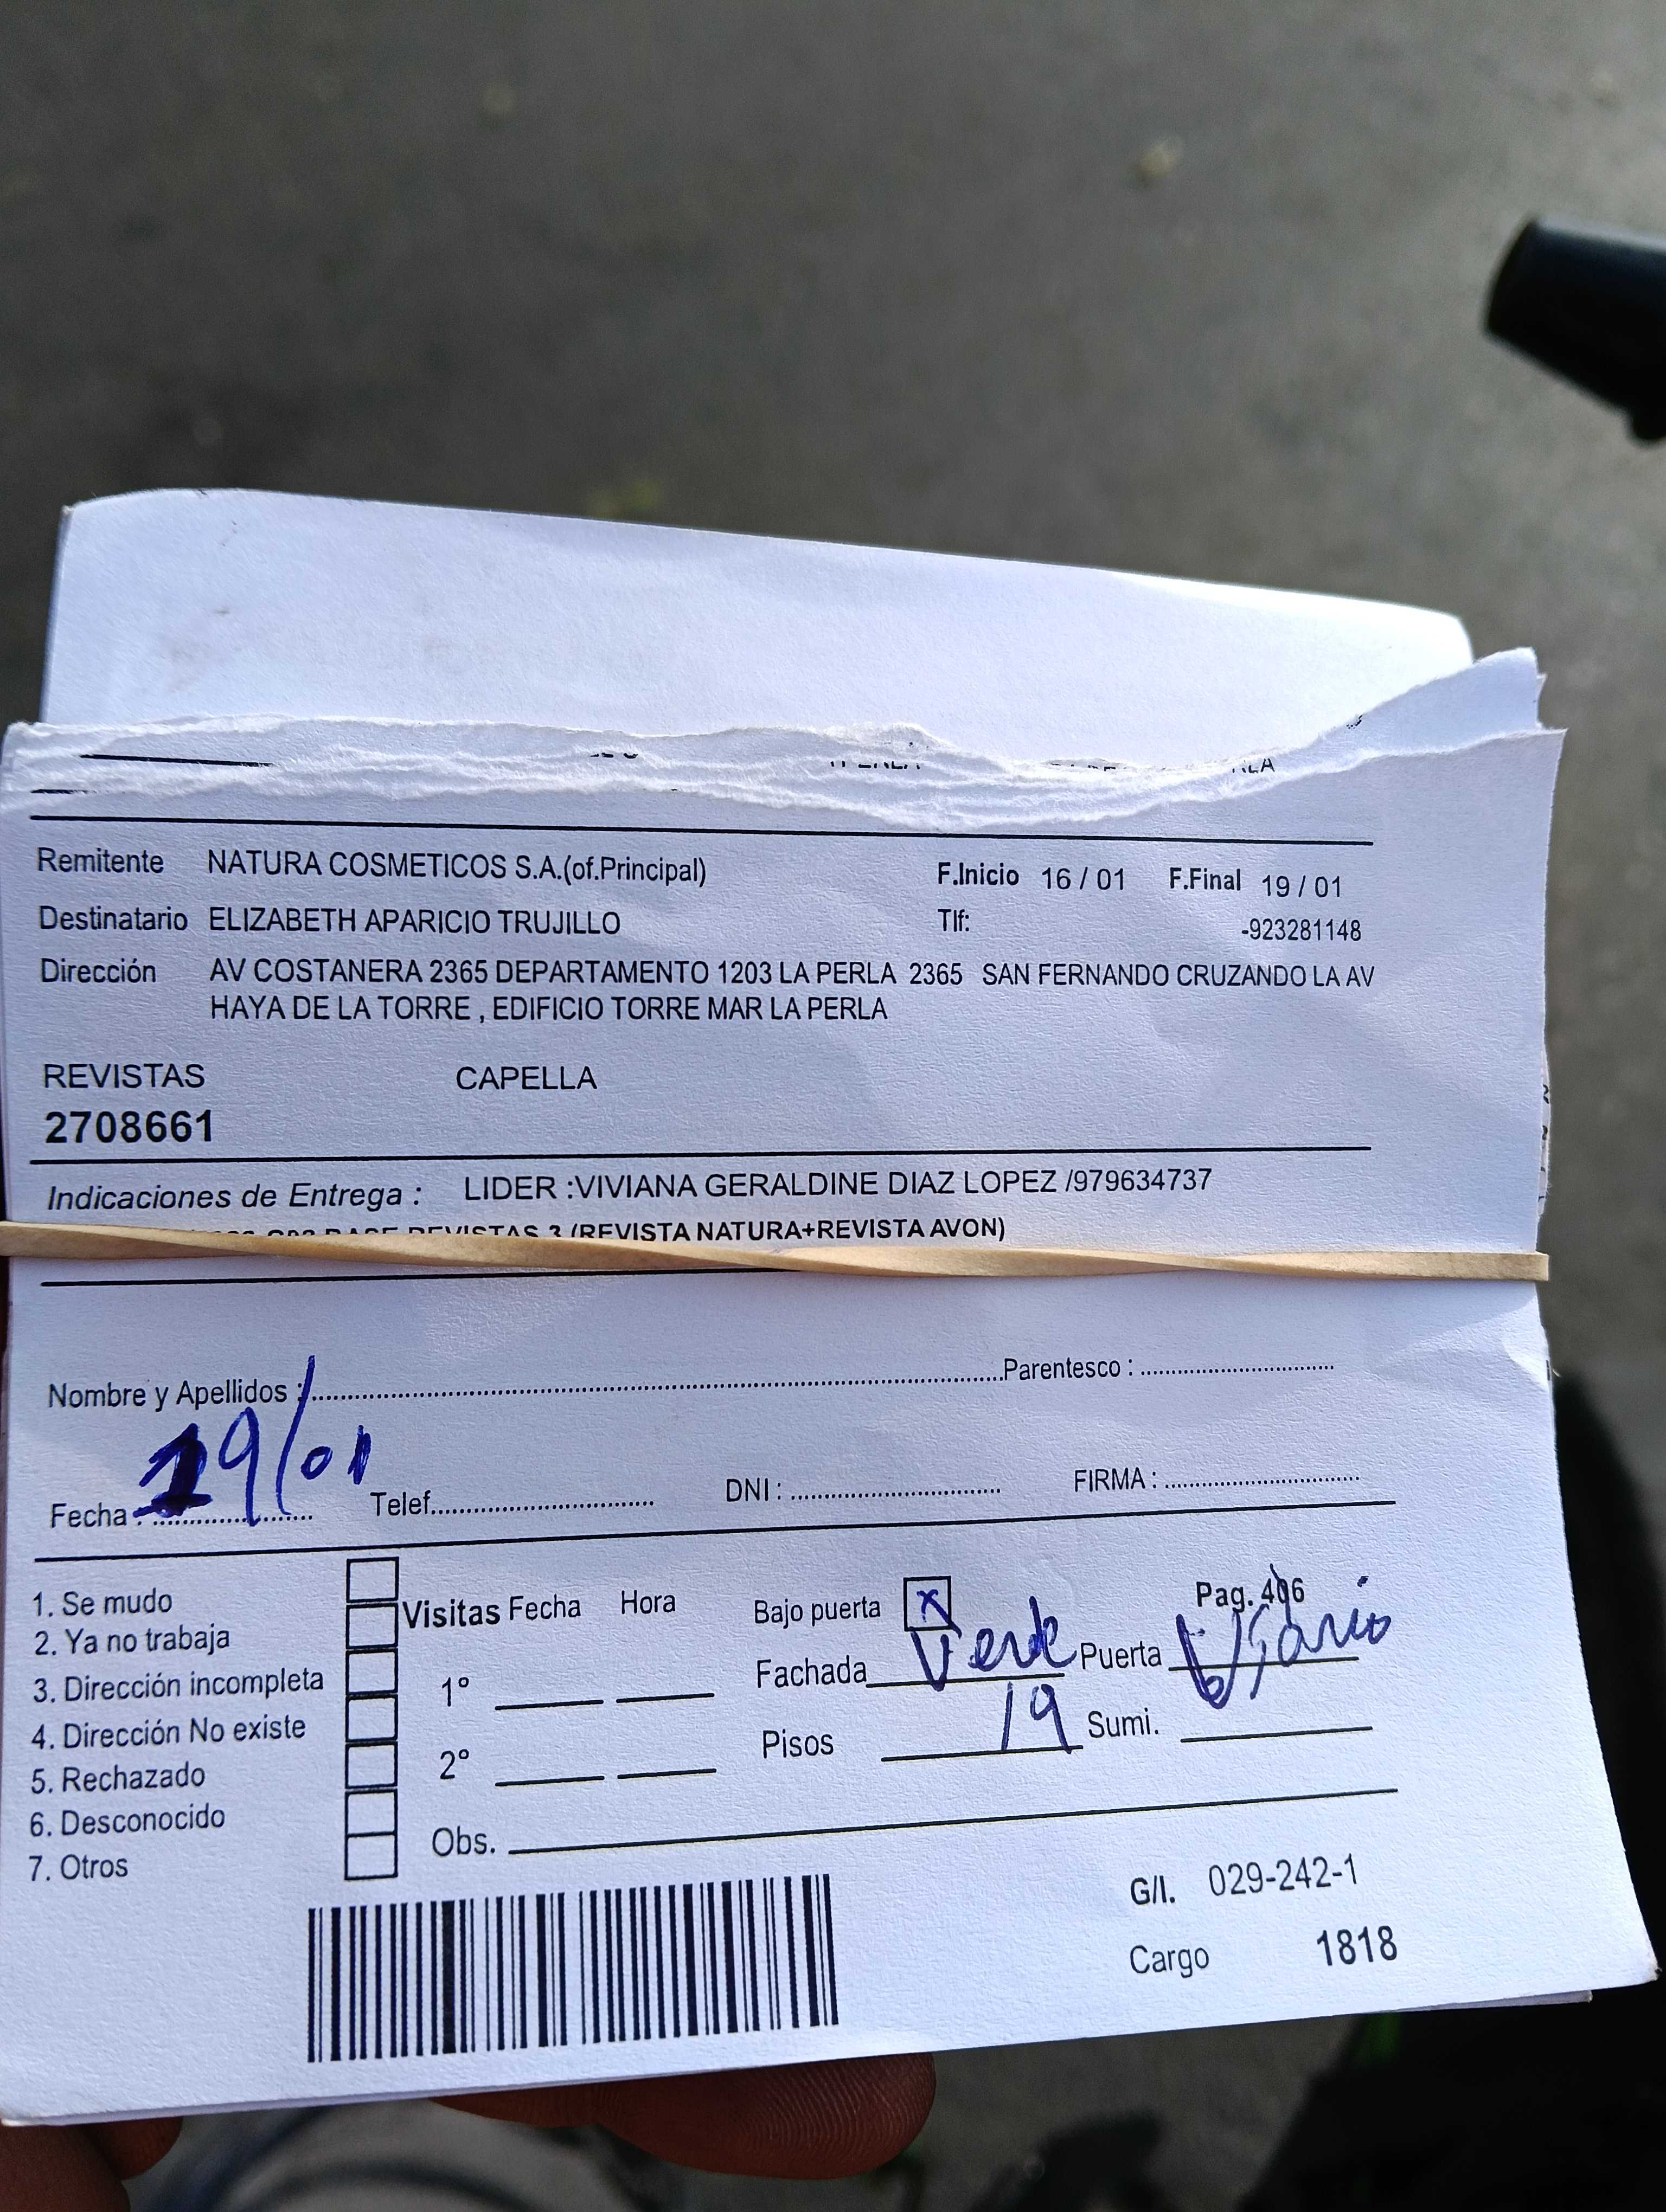 Remitente NATURA COSMETICOS S.A.(of.Principal) F.Inicio 16 / 01 F.Final 19 / 01
Destinatario ELIZABETH APARICIO TRUJILLO Tlf: -923281148
Dirección AV COSTANERA 2365 DEPARTAMENTO 1203 LA PERLA 2365 SAN FERNANDO CRUZANDO LA AV
HAYA DE LA TORRE , EDIFICIO TORRE MAR LA PERLA
REVISTAS CAPELLA
2708661
Indicaciones de Entrega : LIDER :VIVIANA GERALDINE DIAZ LOPEZ /979634737
BASE REVISTAS 3 (REVISTA NATURA+REVISTA AVON)
Nombre y Apellidos : Parentesco :
Fecha : 19/01 Telef. DNI : FIRMA :
1. Se mudo
2. Ya no trabaja
3. Dirección incompleta
4. Dirección No existe
5. Rechazado
6. Desconocido
7. Otros
Visitas Fecha Hora
1º
2º
Obs.
Bajo puerta x Pag. 406
Fachada Verde Puerta
Pisos 19 Sumi.
G/I. 029-242-1
Cargo 1818